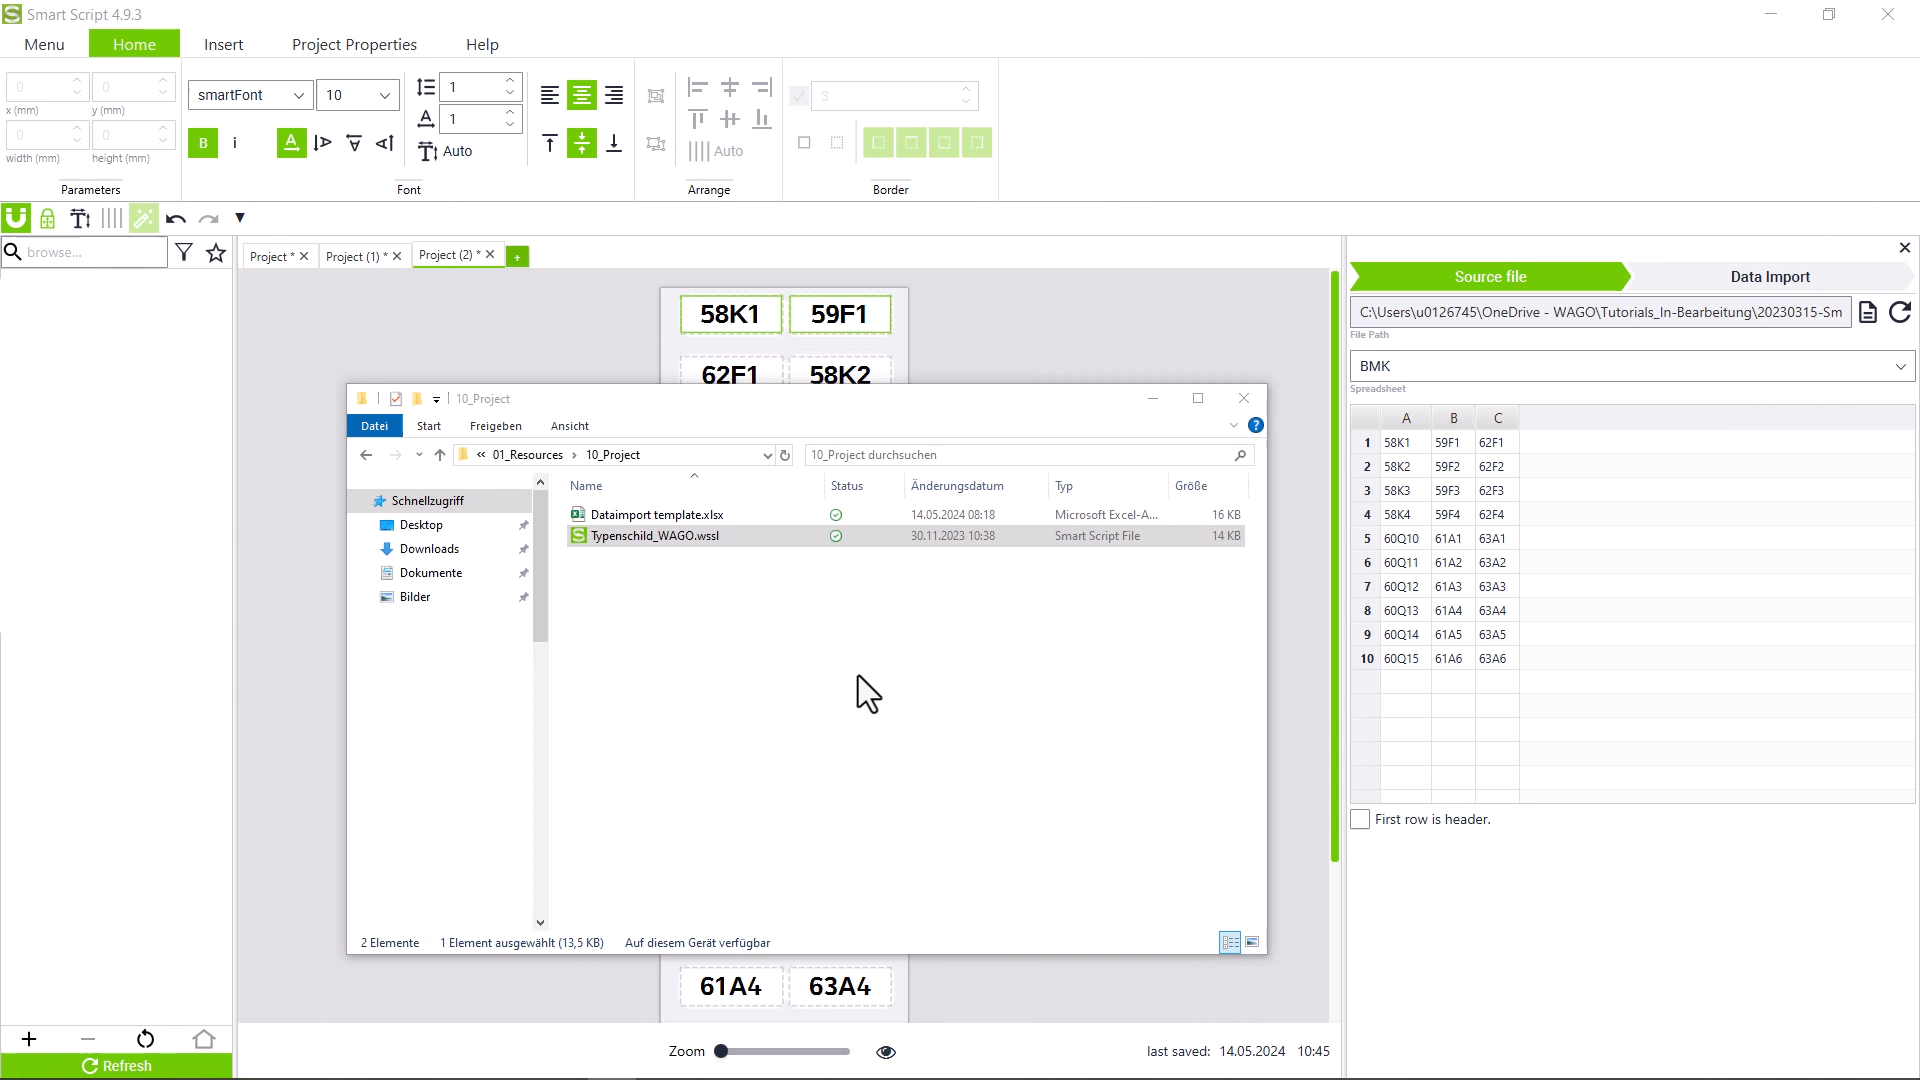 Smart Script 4.9.3
Menu Home Insert Project Properties Help
0 0
x (mm) y (mm)
0 0
width (mm) height (mm)
Parameters
smartFont 10 1
B i A 1
Auto
Font
Auto
Arrange
3
Border
browse...
Project * Project (1) * Project (2) * +
58K1 59F1
62F1 58K2
10_Project
Datei Start Freigeben Ansicht
« 01_Resources › 10_Project 10_Project durchsuchen
Schnellzugriff
Desktop
Downloads
Dokumente
Bilder
Name Status Änderungsdatum Typ Größe
Dataimport template.xlsx 14.05.2024 08:18 Microsoft Excel-A... 16 KB
Typenschild_WAGO.wssl 30.11.2023 10:38 Smart Script File 14 KB
2 Elemente 1 Element ausgewählt (13,5 KB) Auf diesem Gerät verfügbar
61A4 63A4
Refresh
Zoom
last saved: 14.05.2024 10:45
Source file Data Import
C:\Users\u0126745\OneDrive - WAGO\Tutorials_In-Bearbeitung\20230315-Sm
File Path
BMK
Spreadsheet
A B C
1 58K1 59F1 62F1
2 58K2 59F2 62F2
3 58K3 59F3 62F3
4 58K4 59F4 62F4
5 60Q10 61A1 63A1
6 60Q11 61A2 63A2
7 60Q12 61A3 63A3
8 60Q13 61A4 63A4
9 60Q14 61A5 63A5
10 60Q15 61A6 63A6
First row is header.